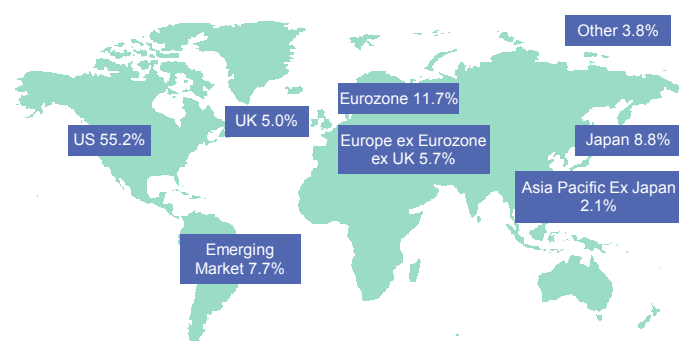 Other 3.8%
Eurozone 11.7%
UK 5.0%
US 55.2%
Europe ex Eurozone
ex UK 5.7%
Japan 8.8%
Asia Pacific Ex Japan
2.1%
Emerging
Market 7.7%